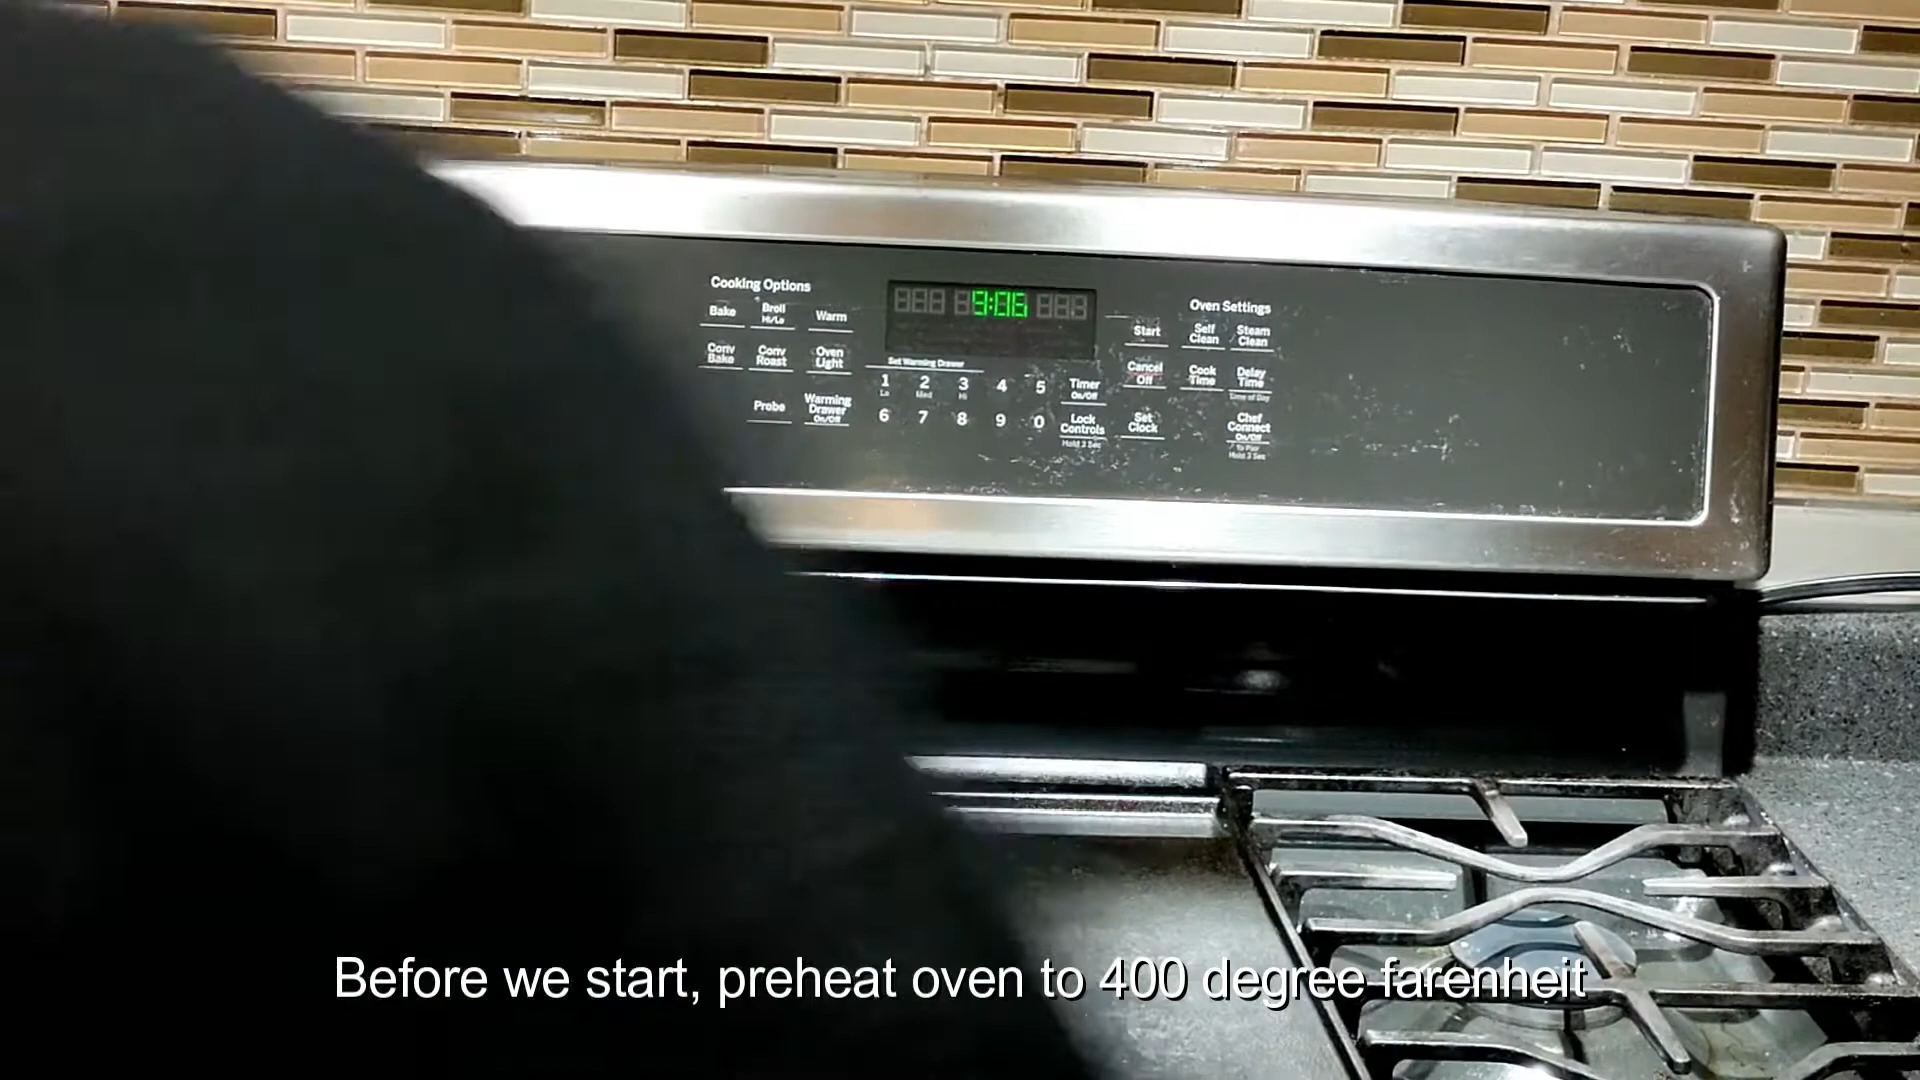 Cooking Options
Bake
Broil
Hi/Lo
Warm
Conv
Bake
Conv
Roast
Oven
Light
Probe
Warming
Drawer
On/Off
9:06
Set Warming Drawer
1 2 3 4 5
Lo Med Hi
6 7 8 9 0
Timer
On/Off
Lock
Controls
Hold 3 Sec
Start
Cancel
Off
Set
Clock
Oven Settings
Self
Clean
Steam
Clean
Cook
Time
Delay
Time
Time of Day
Chef
Connect
On/Off
To Pair
Hold 3 Sec
Before we start, preheat oven to 400 degree farenheit